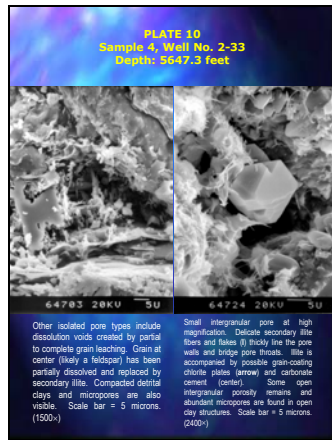 PLATE 10
Sample 4, Well No. 2-33
Depth: 5647.3 feet
64703 20KV 5U
64724 20KV 5U
Other isolated pore types include
dissolution voids created by partial
to complete grain leaching. Grain at
center (likely a feldspar) has been
partially dissolved and replaced by
secondary illite. Compacted detrital
clays and micropores are also
visible. Scale bar = 5 microns.
(1500×)
Small intergranular pore at high
magnification. Delicate secondary illite
fibers and flakes (I) thickly line the pore
walls and bridge pore throats. Illite is
accompanied by possible grain-coating
chlorite plates (arrow) and carbonate
cement (center). Some open
intergranular porosity remains and
abundant micropores are found in open
clay structures. Scale bar = 5 microns.
(2400×)